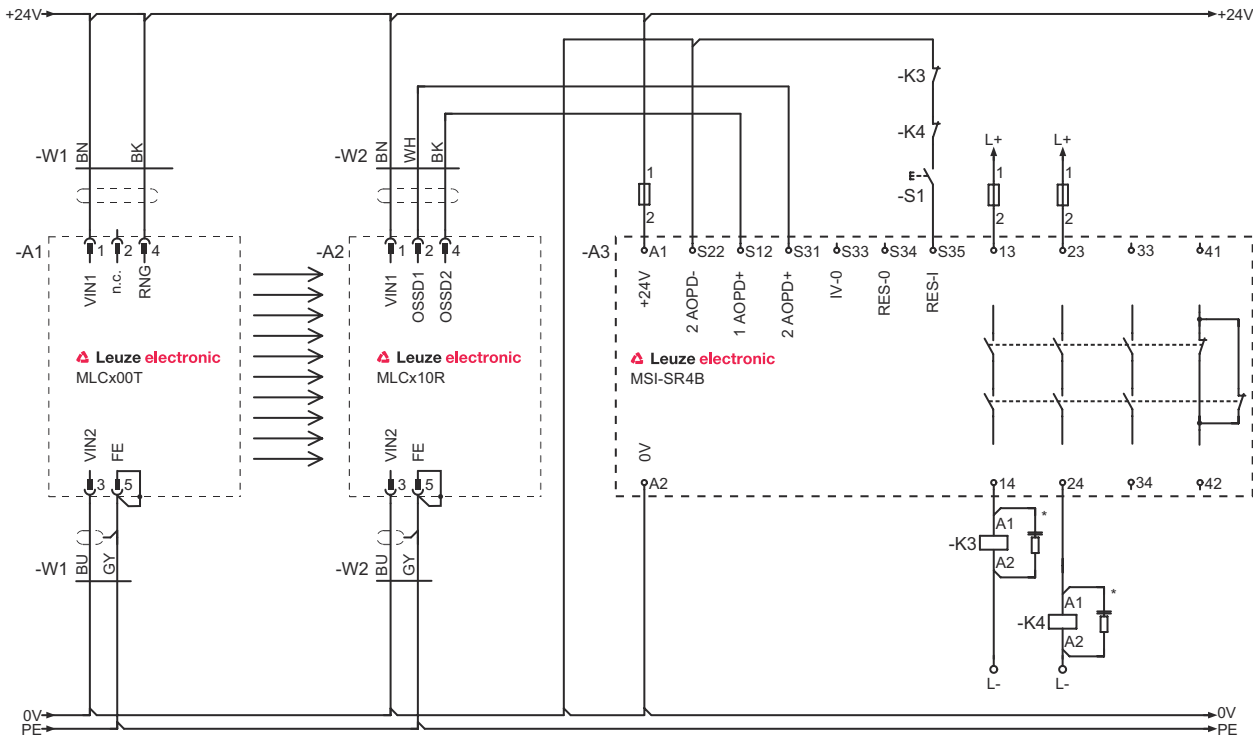 +24V
+24V
-K3
-K4
L+
L+
-W1
BN
BK
-W2
BN
WH
BK
1
2
E
-S1
1
2
1
2
-A1
1
2
4
-A2
1
2
4
-A3
A1
S22
S12
S31
S33
S34
S35
13
23
33
41
VIN1
n.c.
RNG
VIN1
OSSD1
OSSD2
+24V
2 AOPD-
1 AOPD+
2 AOPD+
IV-0
RES-0
RES-I
Leuze electronic
MLCx00T
Leuze electronic
MLCx10R
Leuze electronic
MSI-SR4B
VIN2
FE
VIN2
FE
0V
3
5
3
5
A2
14
24
34
42
-K3
A1
A2
*
-W1
BU
GY
-W2
BU
GY
-K4
A1
A2
*
L-
L-
0V
0V
PE
PE